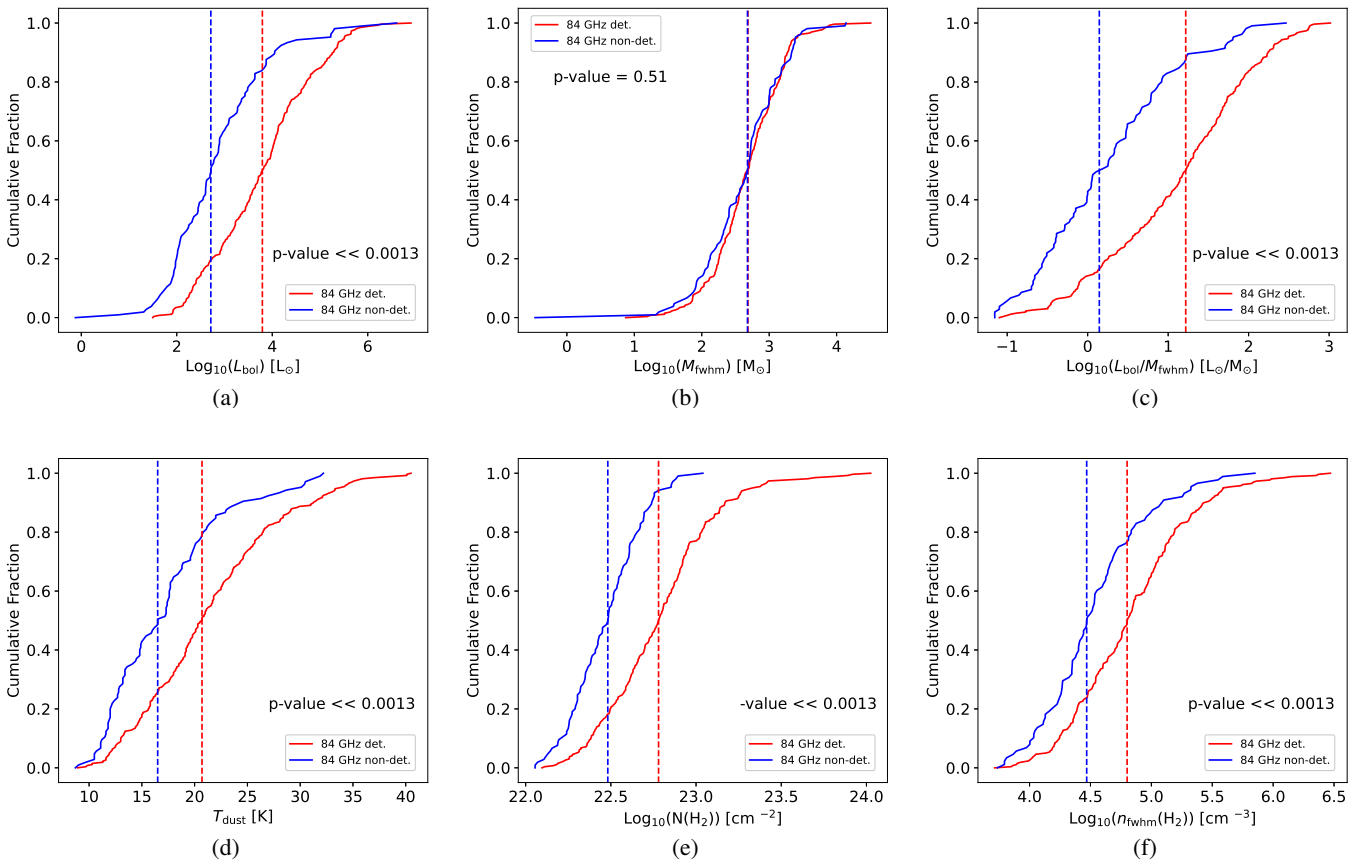 1.0
0.8
0.6
0.4
0.2
0.0
Cumulative Fraction
p-value << 0.0013
84 GHz det.
84 GHz non-det.
0 2 4 6
Log₁₀(L_bol) [L⊙]
(a)
1.0
0.8
0.6
0.4
0.2
0.0
Cumulative Fraction
84 GHz det.
84 GHz non-det.
p-value = 0.51
0 1 2 3 4
Log₁₀(M_fwhm) [M⊙]
(b)
1.0
0.8
0.6
0.4
0.2
0.0
Cumulative Fraction
p-value << 0.0013
84 GHz det.
84 GHz non-det.
−1 0 1 2 3
Log₁₀(L_bol/M_fwhm) [L⊙/M⊙]
(c)
1.0
0.8
0.6
0.4
0.2
0.0
Cumulative Fraction
p-value << 0.0013
84 GHz det.
84 GHz non-det.
10 15 20 25 30 35 40
T_dust [K]
(d)
1.0
0.8
0.6
0.4
0.2
0.0
Cumulative Fraction
-value << 0.0013
84 GHz det.
84 GHz non-det.
22.0 22.5 23.0 23.5 24.0
Log₁₀(N(H₂)) [cm ⁻²]
(e)
1.0
0.8
0.6
0.4
0.2
0.0
Cumulative Fraction
p-value << 0.0013
84 GHz det.
84 GHz non-det.
4.0 4.5 5.0 5.5 6.0 6.5
Log₁₀(n_fwhm(H₂)) [cm ⁻³]
(f)